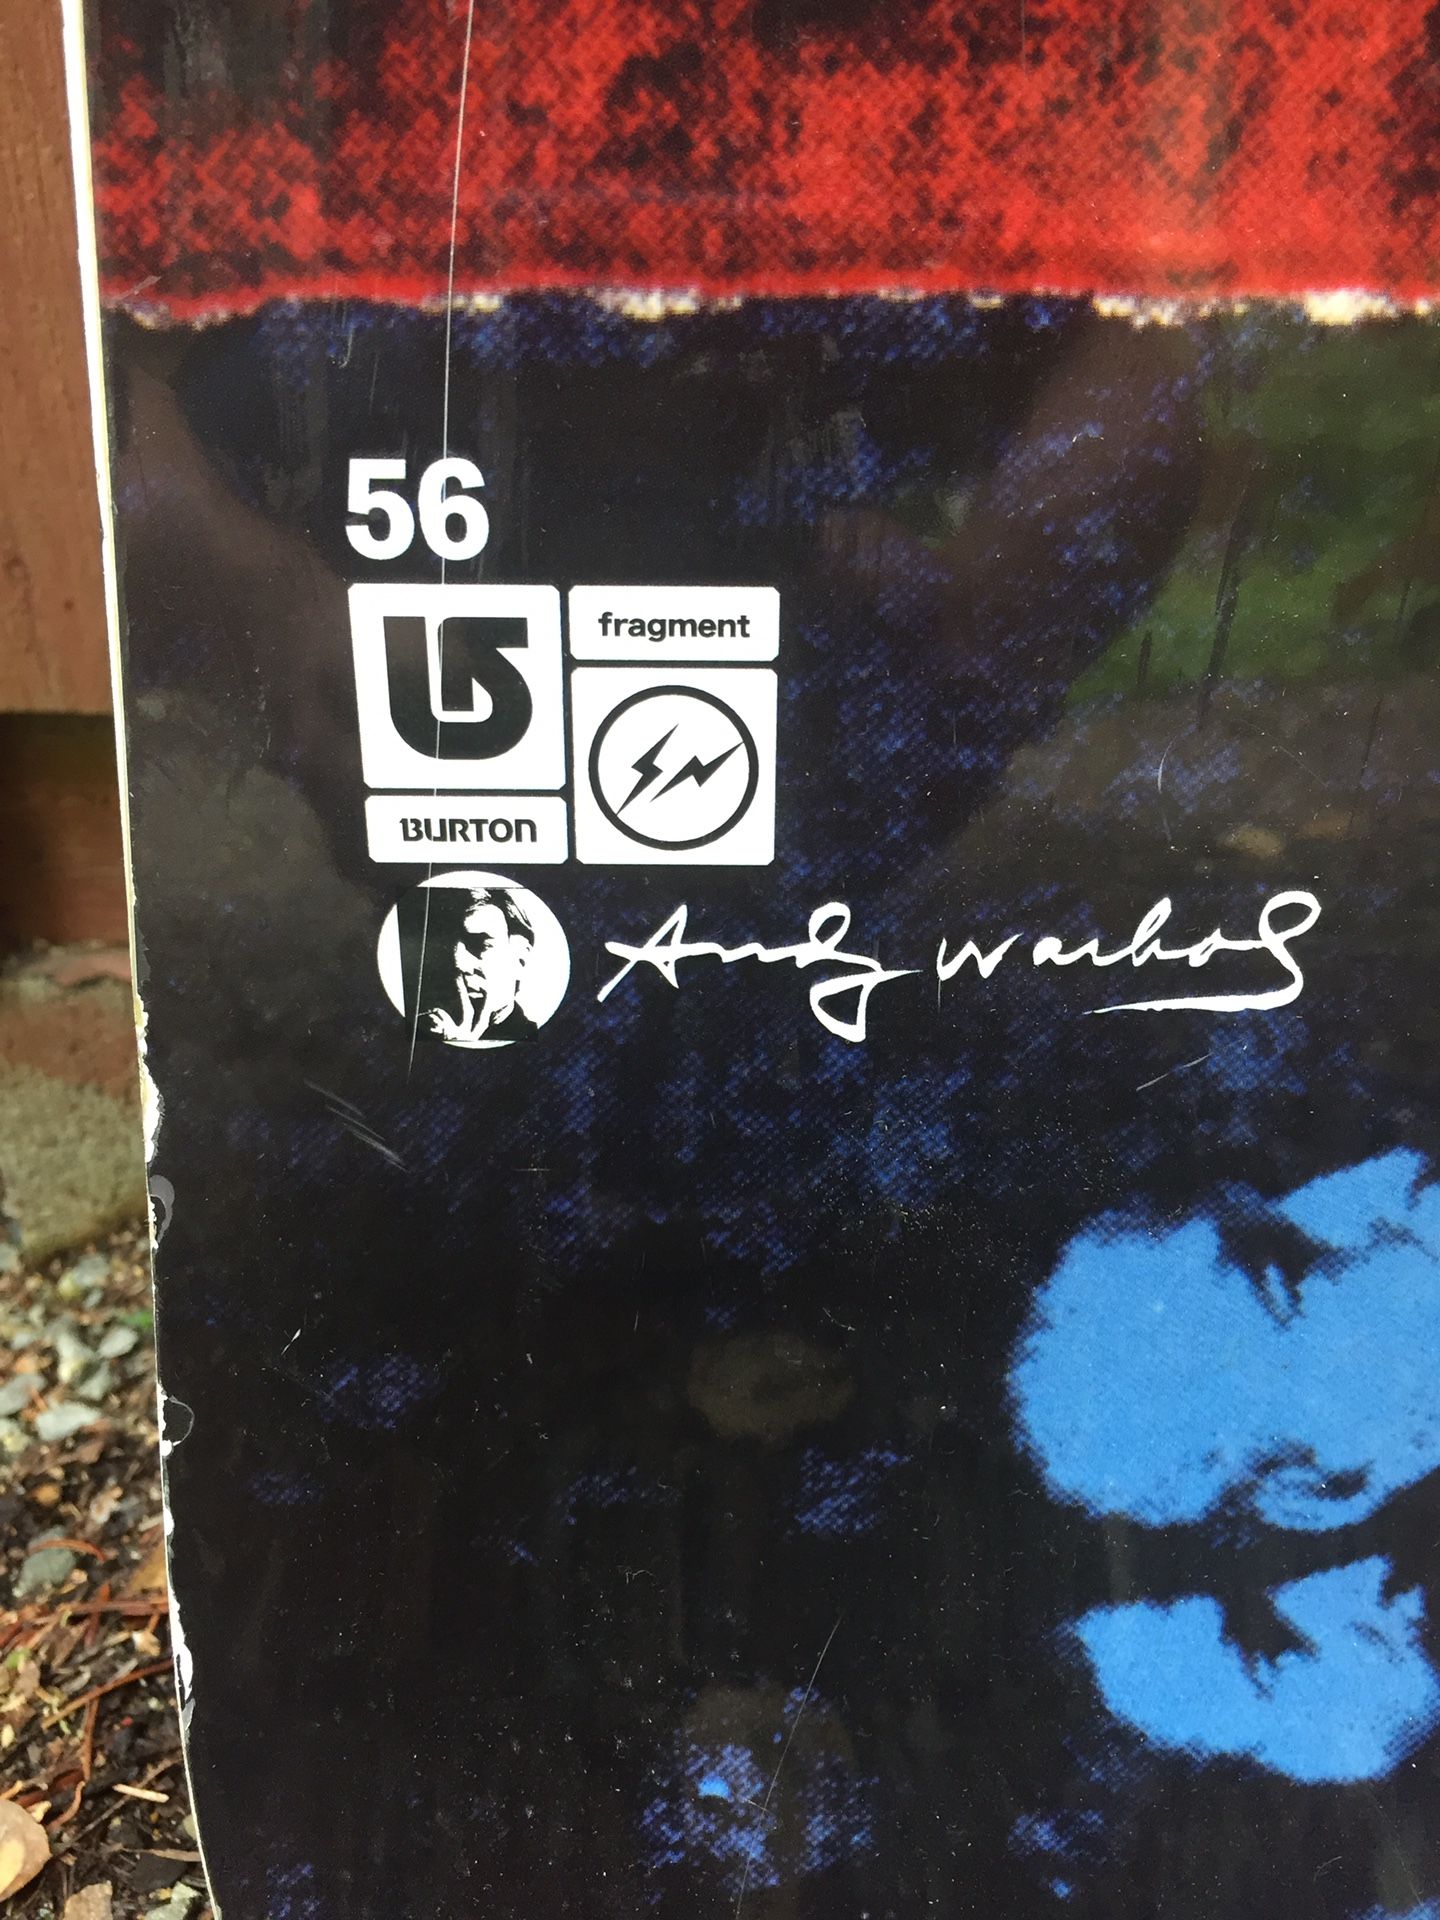 56
fragment
BURTON
Andy Warhol